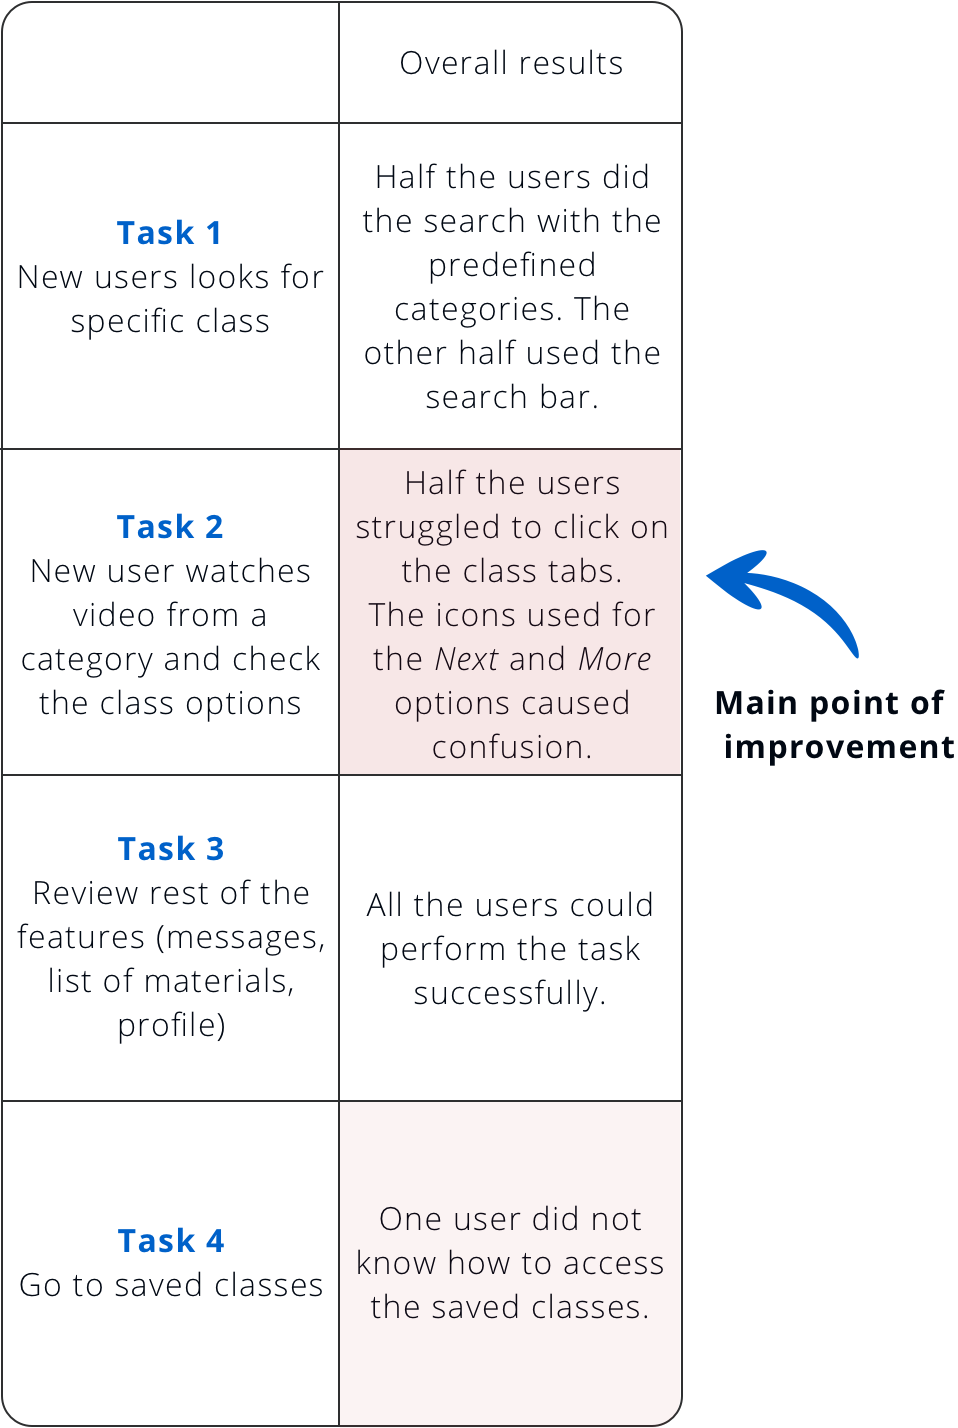 Overall results
Task 1
New users looks for
specific class
Half the users did
the search with the
predefined
categories. The
other half used the
search bar.
Task 2
New user watches
video from a
category and check
the class options
Half the users
struggled to click on
the class tabs.
The icons used for
the Next and More
options caused
confusion.
Main point of
improvement
Task 3
Review rest of the
features (messages,
list of materials,
profile)
All the users could
perform the task
successfully.
Task 4
Go to saved classes
One user did not
know how to access
the saved classes.